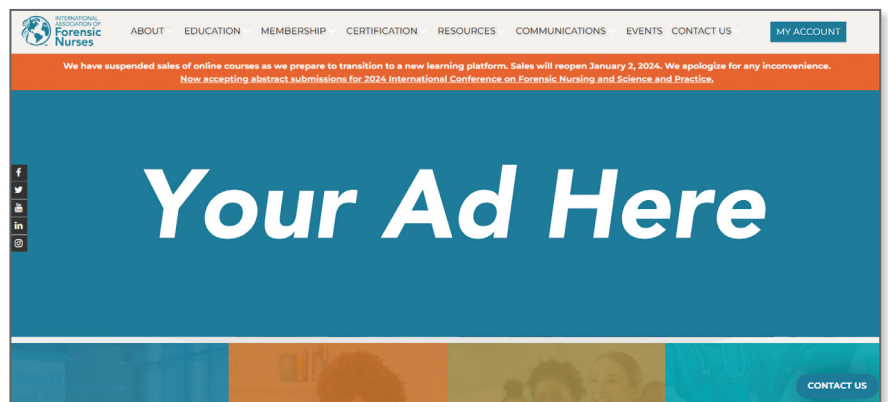 INTERNATIONAL
ASSOCIATION OF
Forensic
Nurses
ABOUT EDUCATION MEMBERSHIP CERTIFICATION RESOURCES COMMUNICATIONS EVENTS CONTACT US MY ACCOUNT
We have suspended sales of online courses as we prepare to transition to a new learning platform. Sales will reopen January 2, 2024. We apologize for any inconvenience.
Now accepting abstract submissions for 2024 International Conference on Forensic Nursing and Science and Practice.
Your Ad Here
CONTACT US